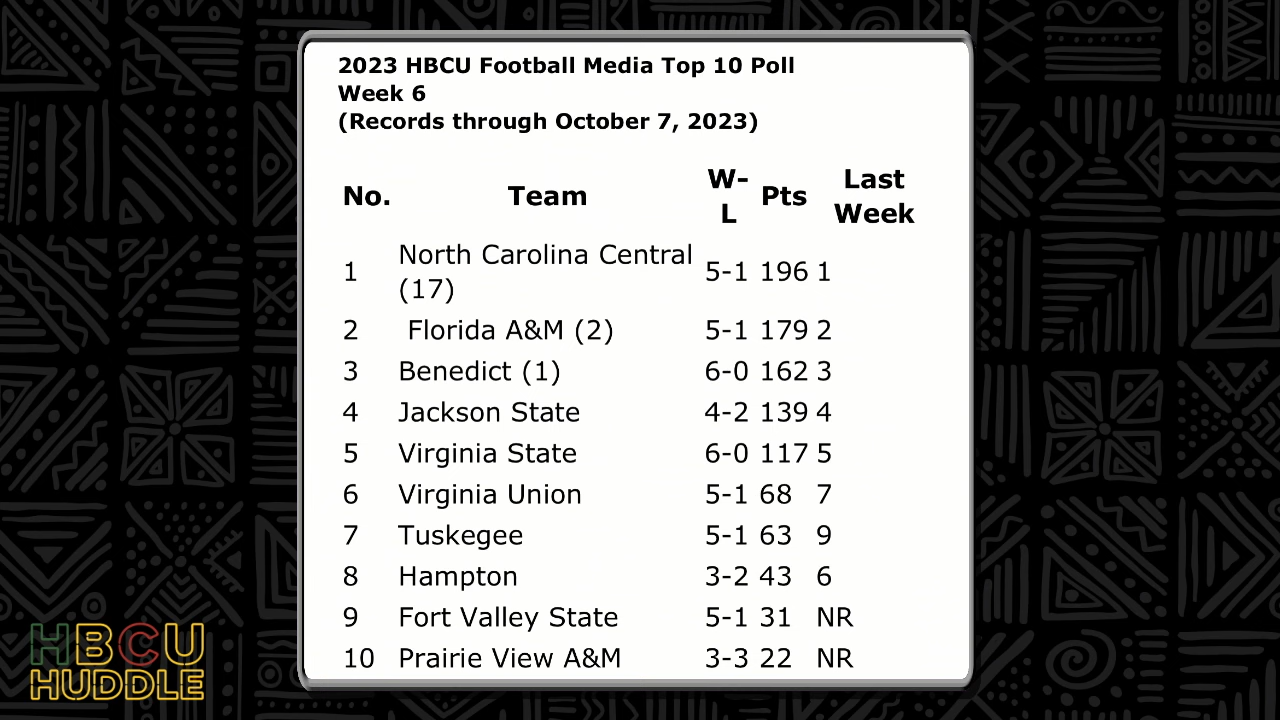 2023 HBCU Football Media Top 10 Poll
Week 6
(Records through October 7, 2023)
No. Team W-L Pts Last Week
1 North Carolina Central (17) 5-1 196 1
2 Florida A&M (2) 5-1 179 2
3 Benedict (1) 6-0 162 3
4 Jackson State 4-2 139 4
5 Virginia State 6-0 117 5
6 Virginia Union 5-1 68 7
7 Tuskegee 5-1 63 9
8 Hampton 3-2 43 6
9 Fort Valley State 5-1 31 NR
10 Prairie View A&M 3-3 22 NR
HBCU
HUDDLE